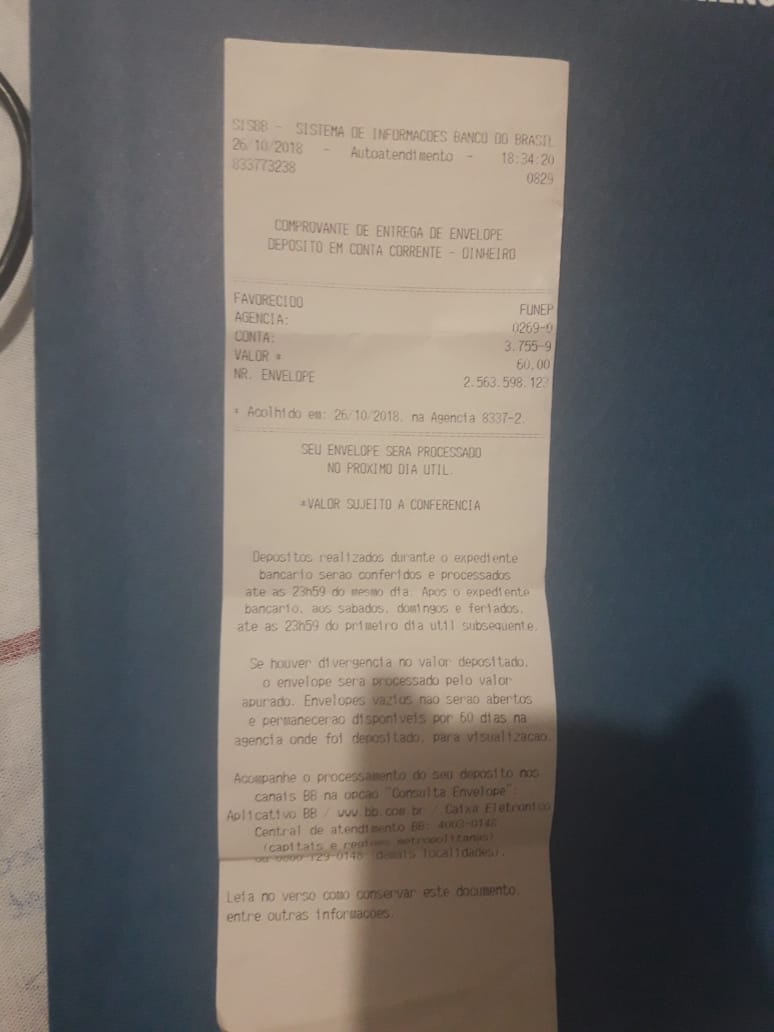 SISBB - SISTEMA DE INFORMACOES BANCO DO BRASIL
26/10/2018 - Autoatendimento - 18:34:20
833773238 0829
COMPROVANTE DE ENTREGA DE ENVELOPE
DEPOSITO EM CONTA CORRENTE - DINHEIRO
FAVORECIDO FUNEP
AGENCIA: 0269-0
CONTA: 3.755-9
VALOR * 60,00
NR. ENVELOPE 2.563.598.123
* Acolhido em: 26/10/2018, na Agencia 8337-2.
SEU ENVELOPE SERA PROCESSADO
NO PROXIMO DIA UTIL.
*VALOR SUJEITO A CONFERENCIA
Depositos realizados durante o expediente
bancario serao conferidos e processados
ate as 23h59 do mesmo dia. Apos o expediente
bancario, aos sabados, domingos e feriados,
ate as 23h59 do primeiro dia util subsequente.
Se houver divergencia no valor depositado,
o envelope sera processado pelo valor
apurado. Envelopes vazios nao serao abertos
e permanecerao disponiveis por 60 dias na
agencia onde foi depositado, para visualizacao.
Acompanhe o processamento do seu deposito nos
canais BB na opcao "Consulta Envelope":
Aplicativo BB / www.bb.com.br / Caixa Eletronico
Central de atendimento BB: 4003-0148
(capitais e regioes metropolitanas)
ou 0800 729-0148 (demais localidades).
Leia no verso como conservar este documento,
entre outras informacoes.